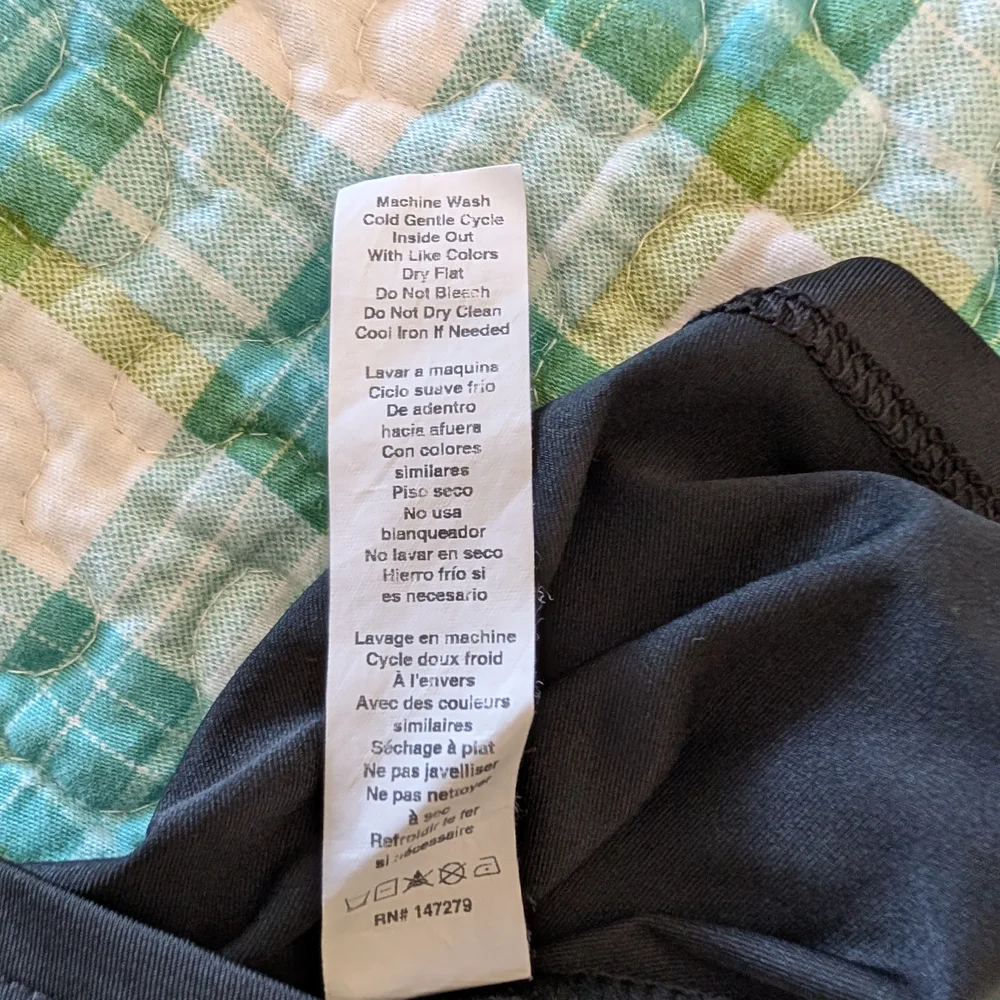 Machine Wash
Cold Gentle Cycle
Inside Out
With Like Colors
Dry Flat
Do Not Bleach
Do Not Dry Clean
Cool Iron If Needed
Lavar a maquina
Ciclo suave frio
De adentro
hacia afuera
Con colores
similares
Piso seco
No usa
blanqueador
No lavar en seco
Hierro frío si
es necesario
Lavage en machine
Cycle doux froid
À l'envers
Avec des couleurs
similaires
Séchage à plat
Ne pas javelliser
Ne pas nettoyer
à sec
Refroidir le fer
si nécessaire
RN# 147279